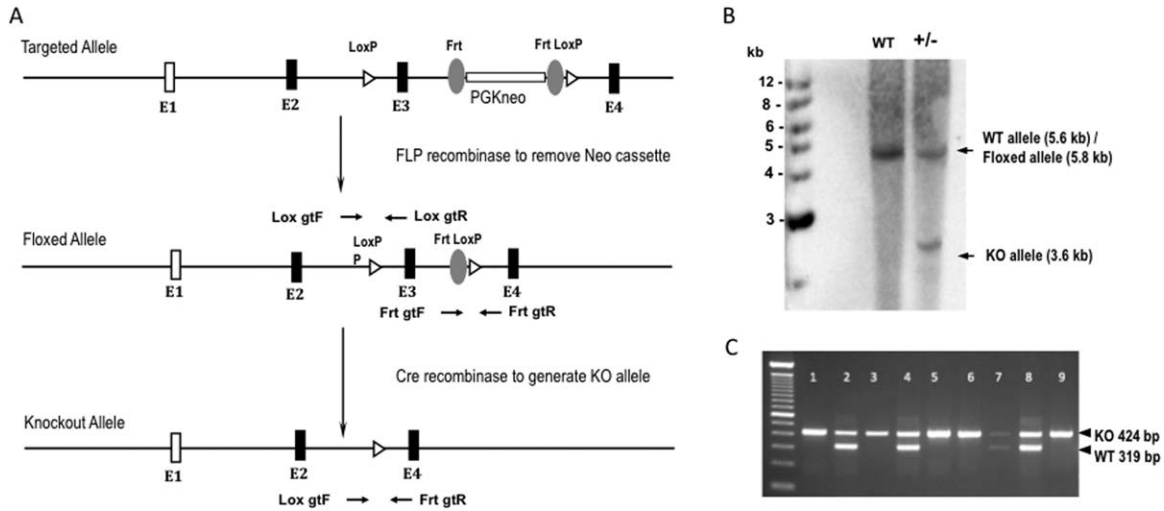 A
Targeted Allele
LoxP
Frt
Frt LoxP
E1
E2
E3
PGKneo
E4
FLP recombinase to remove Neo cassette
Lox gtF
Lox gtR
Floxed Allele
LoxP
P
Frt LoxP
E1
E2
E3
E4
Frt gtF
Frt gtR
Cre recombinase to generate KO allele
Knockout Allele
E1
E2
E4
Lox gtF
Frt gtR
B
WT
+/-
kb
12 -
8 -
6 -
5 -
4 -
3 -
WT allele (5.6 kb) /
Floxed allele (5.8 kb)
KO allele (3.6 kb)
C
1 2 3 4 5 6 7 8 9
KO 424 bp
WT 319 bp